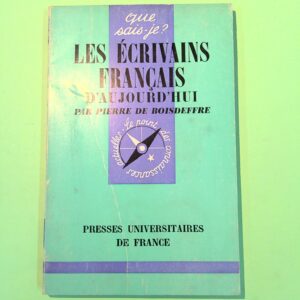 que
sais-je?
LES ÉCRIVAINS
FRANÇAIS
D'AUJOURD'HUI
PAR PIERRE DE BOISDEFFRE
Le point des connaissances
actuelles
PRESSES UNIVERSITAIRES
DE FRANCE